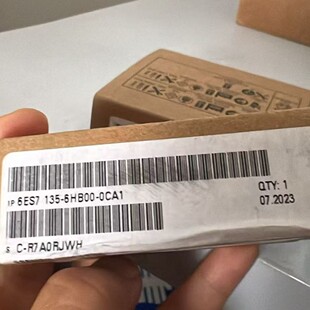 1P 6ES7 135-6HB00-0CA1
QTY: 1
07.2023
S C-R7A0RJWH